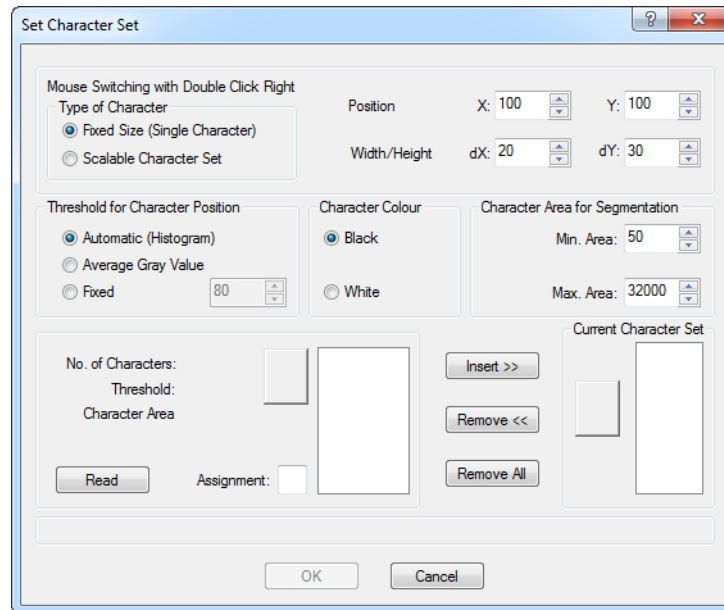 Set Character Set
?
Mouse Switching with Double Click Right
Type of Character
Fixed Size (Single Character)
Scalable Character Set
Position X: 100 Y: 100
Width/Height dX: 20 dY: 30
Threshold for Character Position
Automatic (Histogram)
Average Gray Value
Fixed 80
Character Colour
Black
White
Character Area for Segmentation
Min. Area: 50
Max. Area: 32000
No. of Characters:
Threshold:
Character Area
Read Assignment:
Insert >>
Remove <<
Remove All
Current Character Set
OK Cancel